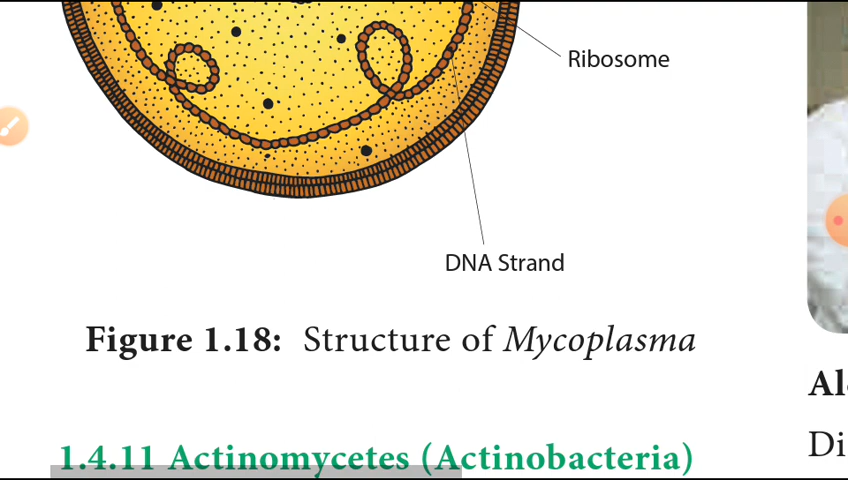 Ribosome
DNA Strand
Figure 1.18: Structure of Mycoplasma
1.4.11 Actinomycetes (Actinobacteria)